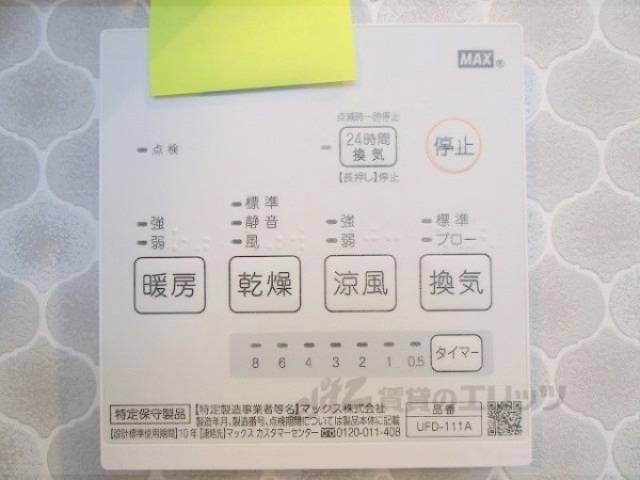 MAX®
点滅時一時停止
点検
24時間
換気
停止
【長押し】停止
標準
強 静音 強 標準
弱 風 弱 ブロー
暖房 乾燥 涼風 換気
8 6 4 3 2 1 0.5 タイマー
賃貸のエリッツ
特定保守製品 【特定製造事業者等名】マックス株式会社 品番
製造年月、製造番号、点検期間については製品本体に記載
【設計標準使用期間】10年【連絡先】マックス カスタマーセンター 0120-011-408 UFD-111A